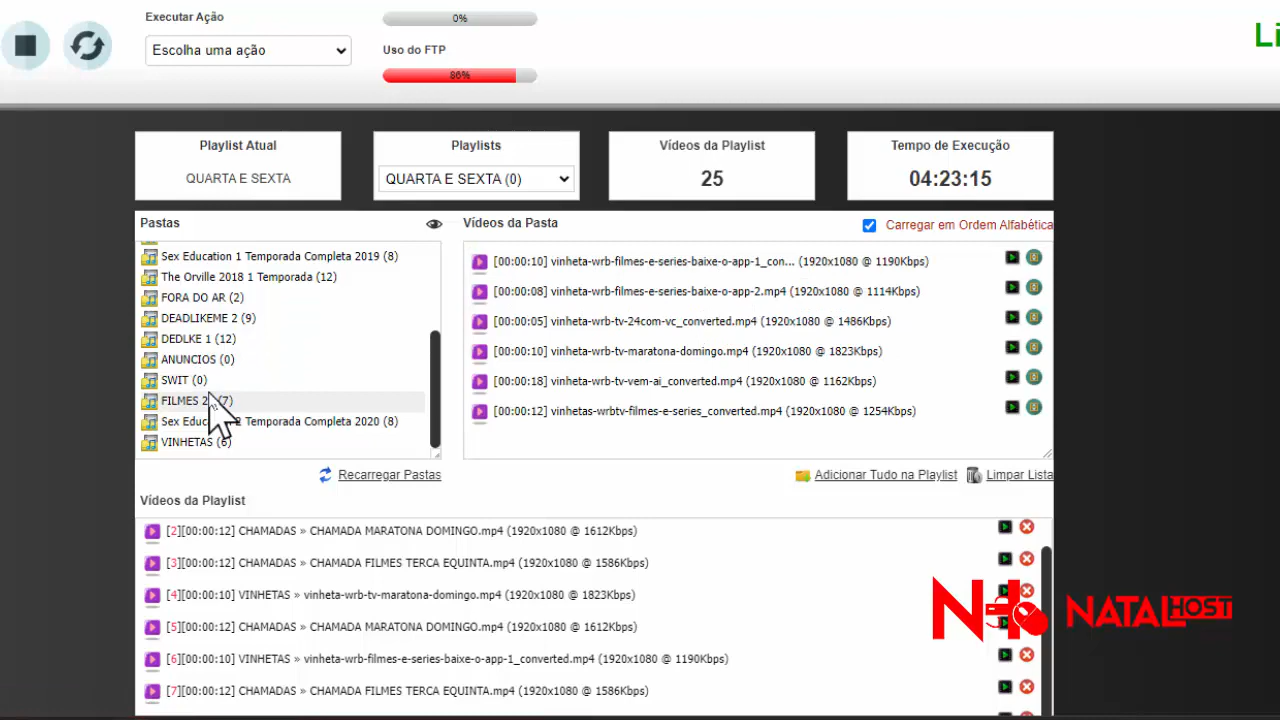 Executar Ação
0%
Escolha uma ação
Uso do FTP
86%
Li
Playlist Atual
QUARTA E SEXTA
Playlists
QUARTA E SEXTA (0)
Vídeos da Playlist
25
Tempo de Execução
04:23:15
Pastas
Sex Education 1 Temporada Completa 2019 (8)
The Orville 2018 1 Temporada (12)
FORA DO AR (2)
DEADLIKEME 2 (9)
DEDLKE 1 (12)
ANUNCIOS (0)
SWIT (0)
FILMES 2 (7)
Sex Educ 2 Temporada Completa 2020 (8)
VINHETAS (6)
Recarregar Pastas
Vídeos da Pasta
Carregar em Ordem Alfabética
[00:00:10] vinheta-wrb-filmes-e-series-baixe-o-app-1_con... (1920x1080 @ 1190Kbps)
[00:00:08] vinheta-wrb-filmes-e-series-baixe-o-app-2.mp4 (1920x1080 @ 1114Kbps)
[00:00:05] vinheta-wrb-tv-24com-vc_converted.mp4 (1920x1080 @ 1486Kbps)
[00:00:10] vinheta-wrb-tv-maratona-domingo.mp4 (1920x1080 @ 1823Kbps)
[00:00:18] vinheta-wrb-tv-vem-ai_converted.mp4 (1920x1080 @ 1162Kbps)
[00:00:12] vinhetas-wrbtv-filmes-e-series_converted.mp4 (1920x1080 @ 1254Kbps)
Adicionar Tudo na Playlist
Limpar Lista
Vídeos da Playlist
[2][00:00:12] CHAMADAS » CHAMADA MARATONA DOMINGO.mp4 (1920x1080 @ 1612Kbps)
[3][00:00:12] CHAMADAS » CHAMADA FILMES TERCA EQUINTA.mp4 (1920x1080 @ 1586Kbps)
[4][00:00:10] VINHETAS » vinheta-wrb-tv-maratona-domingo.mp4 (1920x1080 @ 1823Kbps)
[5][00:00:12] CHAMADAS » CHAMADA MARATONA DOMINGO.mp4 (1920x1080 @ 1612Kbps)
[6][00:00:10] VINHETAS » vinheta-wrb-filmes-e-series-baixe-o-app-1_converted.mp4 (1920x1080 @ 1190Kbps)
[7][00:00:12] CHAMADAS » CHAMADA FILMES TERCA EQUINTA.mp4 (1920x1080 @ 1586Kbps)
NATALHOST